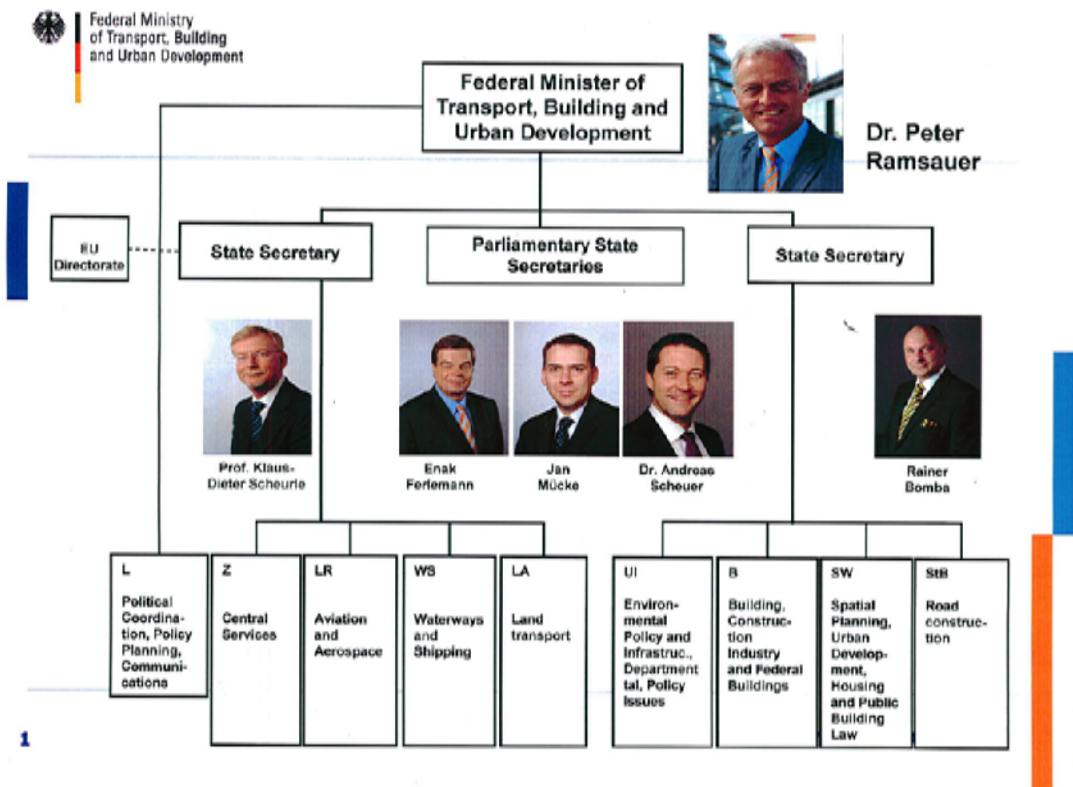 Federal Ministry
of Transport, Building
and Urban Development
Federal Minister of
Transport, Building and
Urban Development
Dr. Peter
Ramsauer
EU
Directorate
State Secretary
Parliamentary State
Secretaries
State Secretary
Prof. Klaus-
Dieter Scheurle
Enak
Ferlemann
Jan
Mücke
Dr. Andreas
Scheuer
Rainer
Bomba
L
Political
Coordina-
tion, Policy
Planning,
Communi-
cations
Z
Central
Services
LR
Aviation
and
Aerospace
WS
Waterways
and
Shipping
LA
Land
transport
UI
Environ-
mental
Policy and
Infrastruc.,
Department
tal, Policy
Issues
B
Building,
Construc-
tion
Industry
and Federal
Buildings
SW
Spatial
Planning,
Urban
Develop-
ment,
Housing
and Public
Building
Law
StB
Road
construc-
tion
1